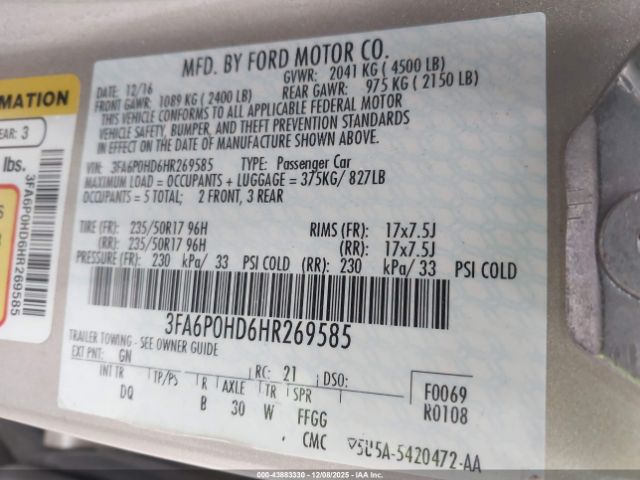 MFD. BY FORD MOTOR CO.
DATE: 12/16 GVWR: 2041 KG ( 4500 LB)
FRONT GAWR: 1089 KG ( 2400 LB) REAR GAWR: 975 KG ( 2150 LB)
THIS VEHICLE CONFORMS TO ALL APPLICABLE FEDERAL MOTOR
VEHICLE SAFETY, BUMPER, AND THEFT PREVENTION STANDARDS
IN EFFECT ON THE DATE OF MANUFACTURE SHOWN ABOVE.
VIN: 3FA6P0HD6HR269585 TYPE: Passenger Car
MAXIMUM LOAD = OCCUPANTS + LUGGAGE = 375KG/ 827LB
OCCUPANTS = 5 TOTAL; 2 FRONT, 3 REAR
TIRE (FR): 235/50R17 96H RIMS (FR): 17x7.5J
(RR): 235/50R17 96H (RR): 17x7.5J
PRESSURE (FR): 230 kPa/ 33 PSI COLD (RR): 230 kPa/ 33 PSI COLD
3FA6P0HD6HR269585
TRAILER TOWING - SEE OWNER GUIDE
EXT PNT: GN RC: 21 DSO: F0069
INT TR TP/PS R AXLE TR SPR R0108
DQ B 30 W FFGG
CMC 5U5A-5420472-AA
RMATION
EAR: 3
lbs.
3FA6P0HD6HR269585
00-43883330 - 12/08/2025 - IAAI.com